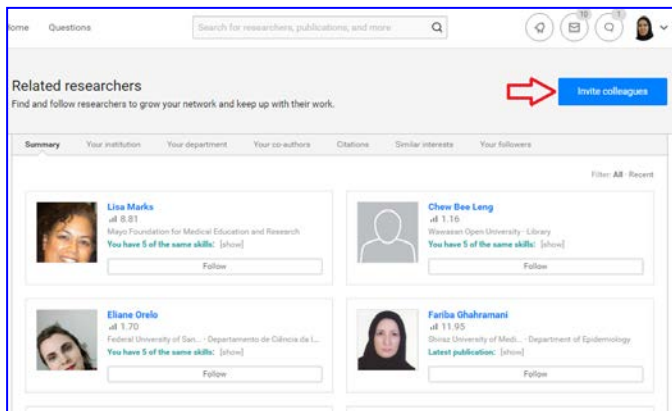 Home Questions Search for researchers, publications, and more 10 1
Related researchers
Find and follow researchers to grow your network and keep up with their work.
Invite colleagues
Summary Your institution Your department Your co-authors Citations Similar interests Your followers
Filter: All · Recent
Lisa Marks
8.81
Mayo Foundation for Medical Education and Research
You have 5 of the same skills: [show]
Follow
Chew Bee Leng
1.16
Wawasan Open University · Library
You have 5 of the same skills: [show]
Follow
Eliane Orelo
1.70
Federal University of San... · Departamento de Ciência da I...
You have 5 of the same skills: [show]
Follow
Fariba Ghahramani
11.95
Shiraz University of Medi... · Department of Epidemiology
Latest publication: [show]
Follow